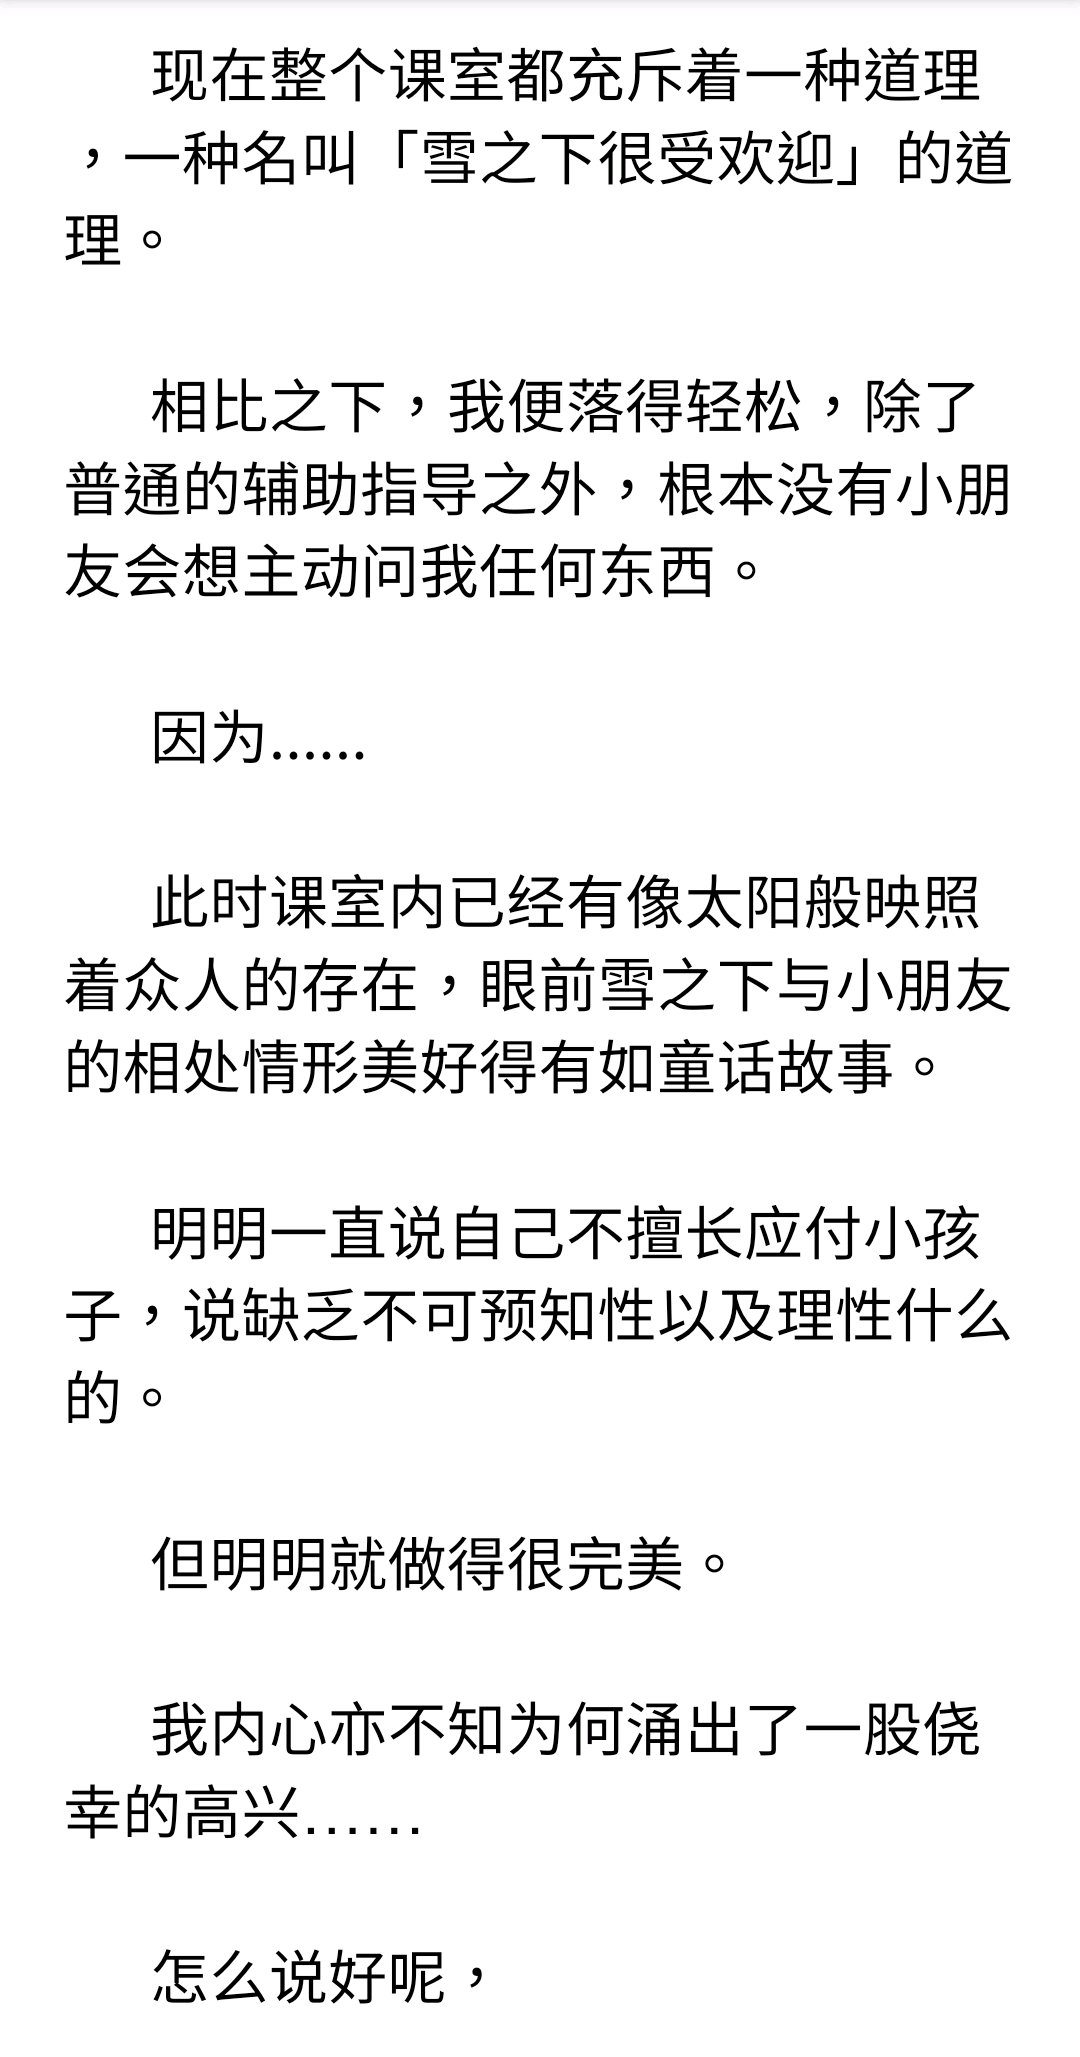 现在整个课室都充斥着一种道理
，一种名叫「雪之下很受欢迎」的道
理。
相比之下，我便落得轻松，除了
普通的辅助指导之外，根本没有小朋
友会想主动问我任何东西。
因为......
此时课室内已经有像太阳般映照
着众人的存在，眼前雪之下与小朋友
的相处情形美好得有如童话故事。
明明一直说自己不擅长应付小孩
子，说缺乏不可预知性以及理性什么
的。
但明明就做得很完美。
我内心亦不知为何涌出了一股侥
幸的高兴……
怎么说好呢，